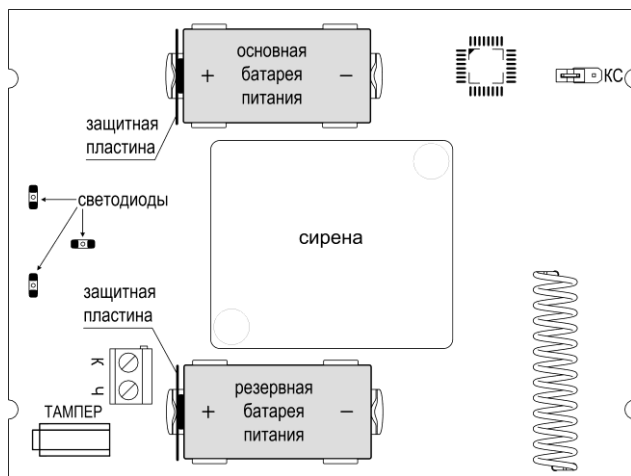 основная
батарея
питания
+
−
КС
защитная
пластина
светодиоды
сирена
защитная
пластина
К
Ч
ТАМПЕР
резервная
батарея
питания
+
−